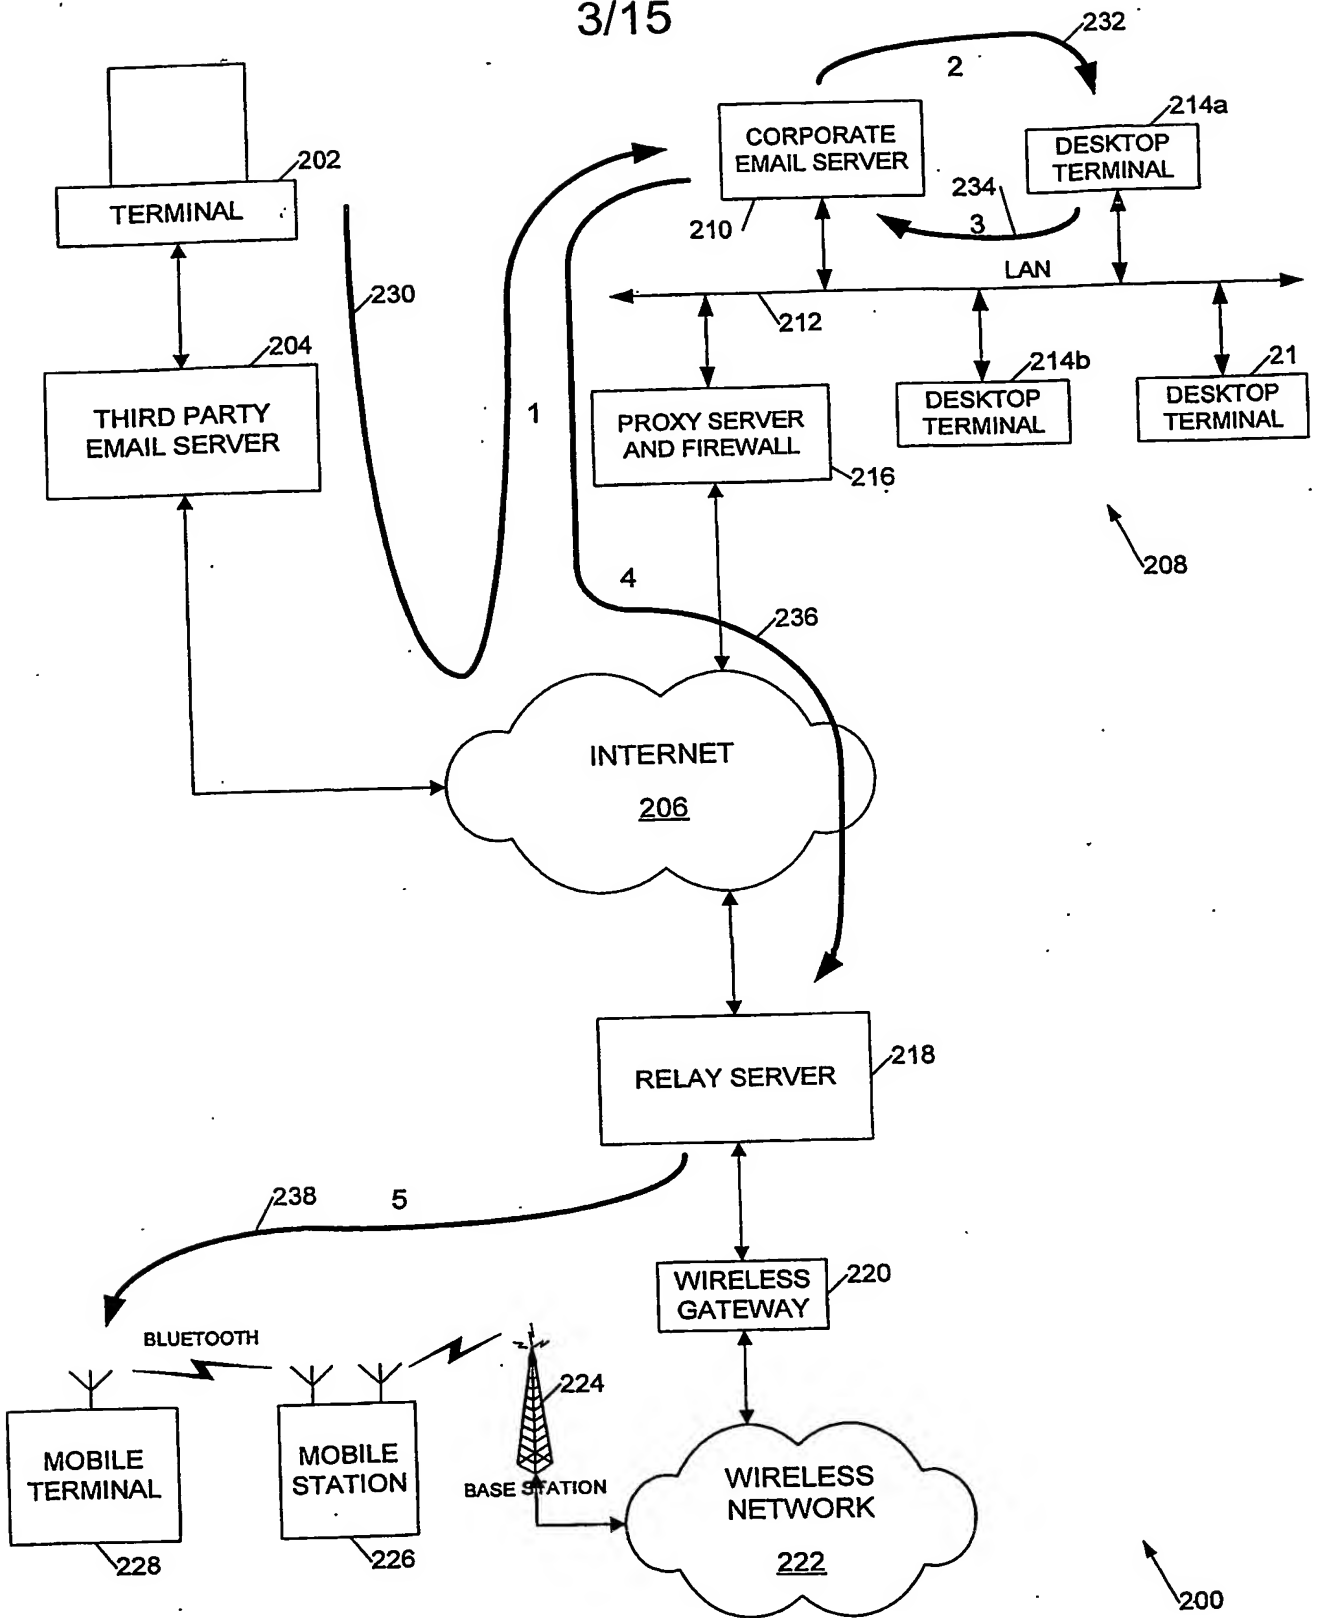 3/15
232
2
214a
CORPORATE
EMAIL SERVER
DESKTOP
TERMINAL
202
TERMINAL
234
3
210
LAN
230
212
204
214b
21
THIRD PARTY
EMAIL SERVER
1
PROXY SERVER
AND FIREWALL
DESKTOP
TERMINAL
DESKTOP
TERMINAL
216
208
4
236
INTERNET
206
218
RELAY SERVER
238
5
WIRELESS
GATEWAY
220
BLUETOOTH
224
MOBILE
TERMINAL
MOBILE
STATION
BASE STATION
WIRELESS
NETWORK
222
228
226
200